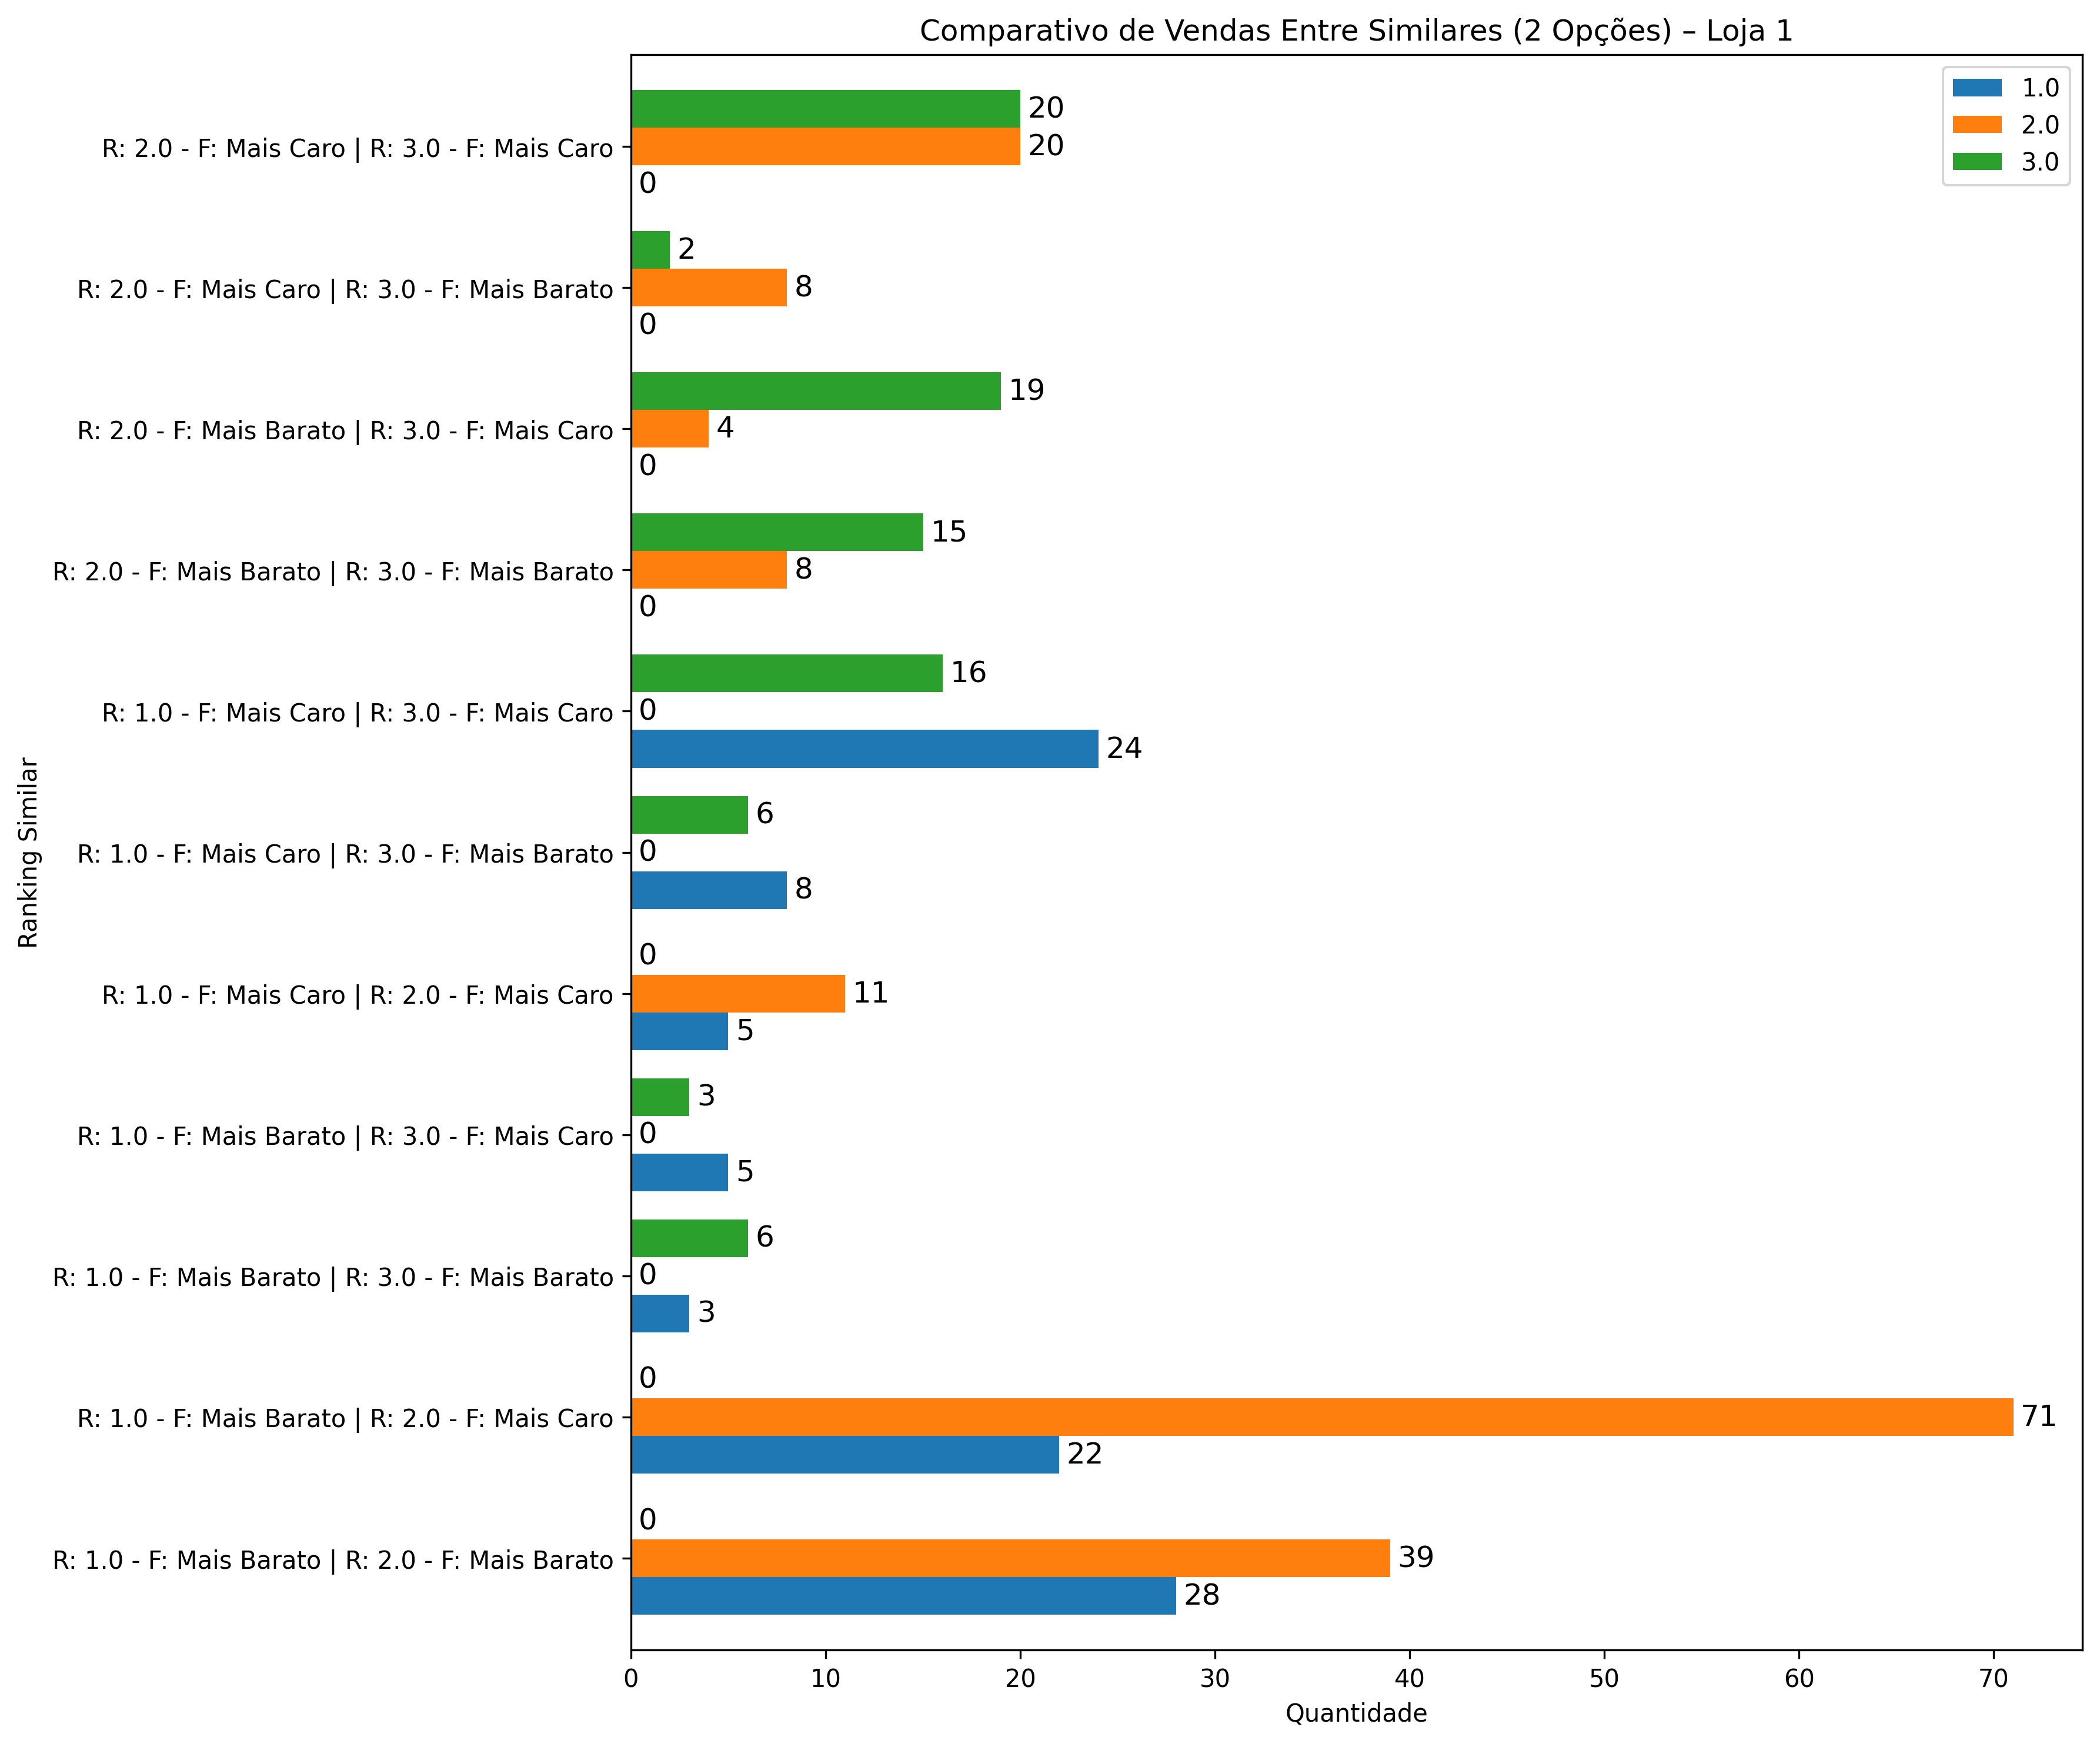 Comparativo de Vendas Entre Similares (2 Opções) – Loja 1
1.0
2.0
3.0
R: 2.0 - F: Mais Caro | R: 3.0 - F: Mais Caro
20
20
0
R: 2.0 - F: Mais Caro | R: 3.0 - F: Mais Barato
2
8
0
R: 2.0 - F: Mais Barato | R: 3.0 - F: Mais Caro
19
4
0
R: 2.0 - F: Mais Barato | R: 3.0 - F: Mais Barato
15
8
0
R: 1.0 - F: Mais Caro | R: 3.0 - F: Mais Caro
16
0
24
R: 1.0 - F: Mais Caro | R: 3.0 - F: Mais Barato
6
0
8
R: 1.0 - F: Mais Caro | R: 2.0 - F: Mais Caro
0
11
5
R: 1.0 - F: Mais Barato | R: 3.0 - F: Mais Caro
3
0
5
R: 1.0 - F: Mais Barato | R: 3.0 - F: Mais Barato
6
0
3
R: 1.0 - F: Mais Barato | R: 2.0 - F: Mais Caro
0
71
22
R: 1.0 - F: Mais Barato | R: 2.0 - F: Mais Barato
0
39
28
Ranking Similar
0 10 20 30 40 50 60 70
Quantidade